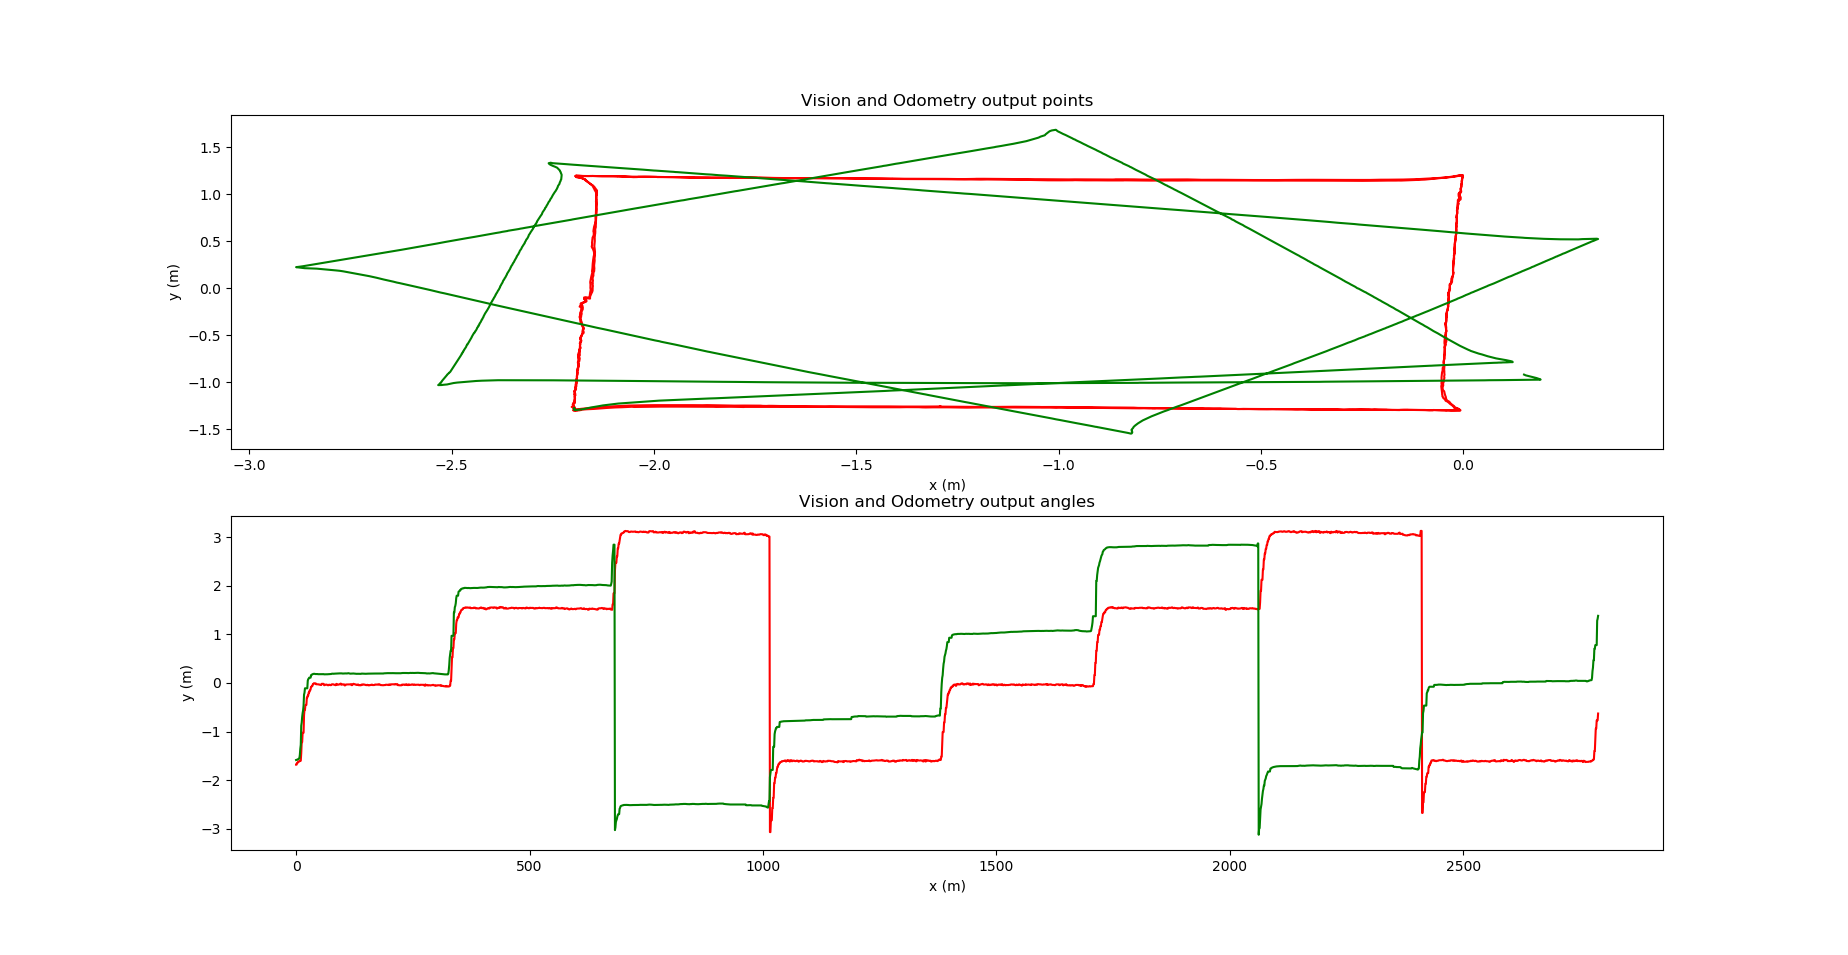 Vision and Odometry output points
y (m)
1.5
1.0
0.5
0.0
−0.5
−1.0
−1.5
−3.0 −2.5 −2.0 −1.5 −1.0 −0.5 0.0
x (m)
Vision and Odometry output angles
y (m)
3
2
1
0
−1
−2
−3
0 500 1000 1500 2000 2500
x (m)